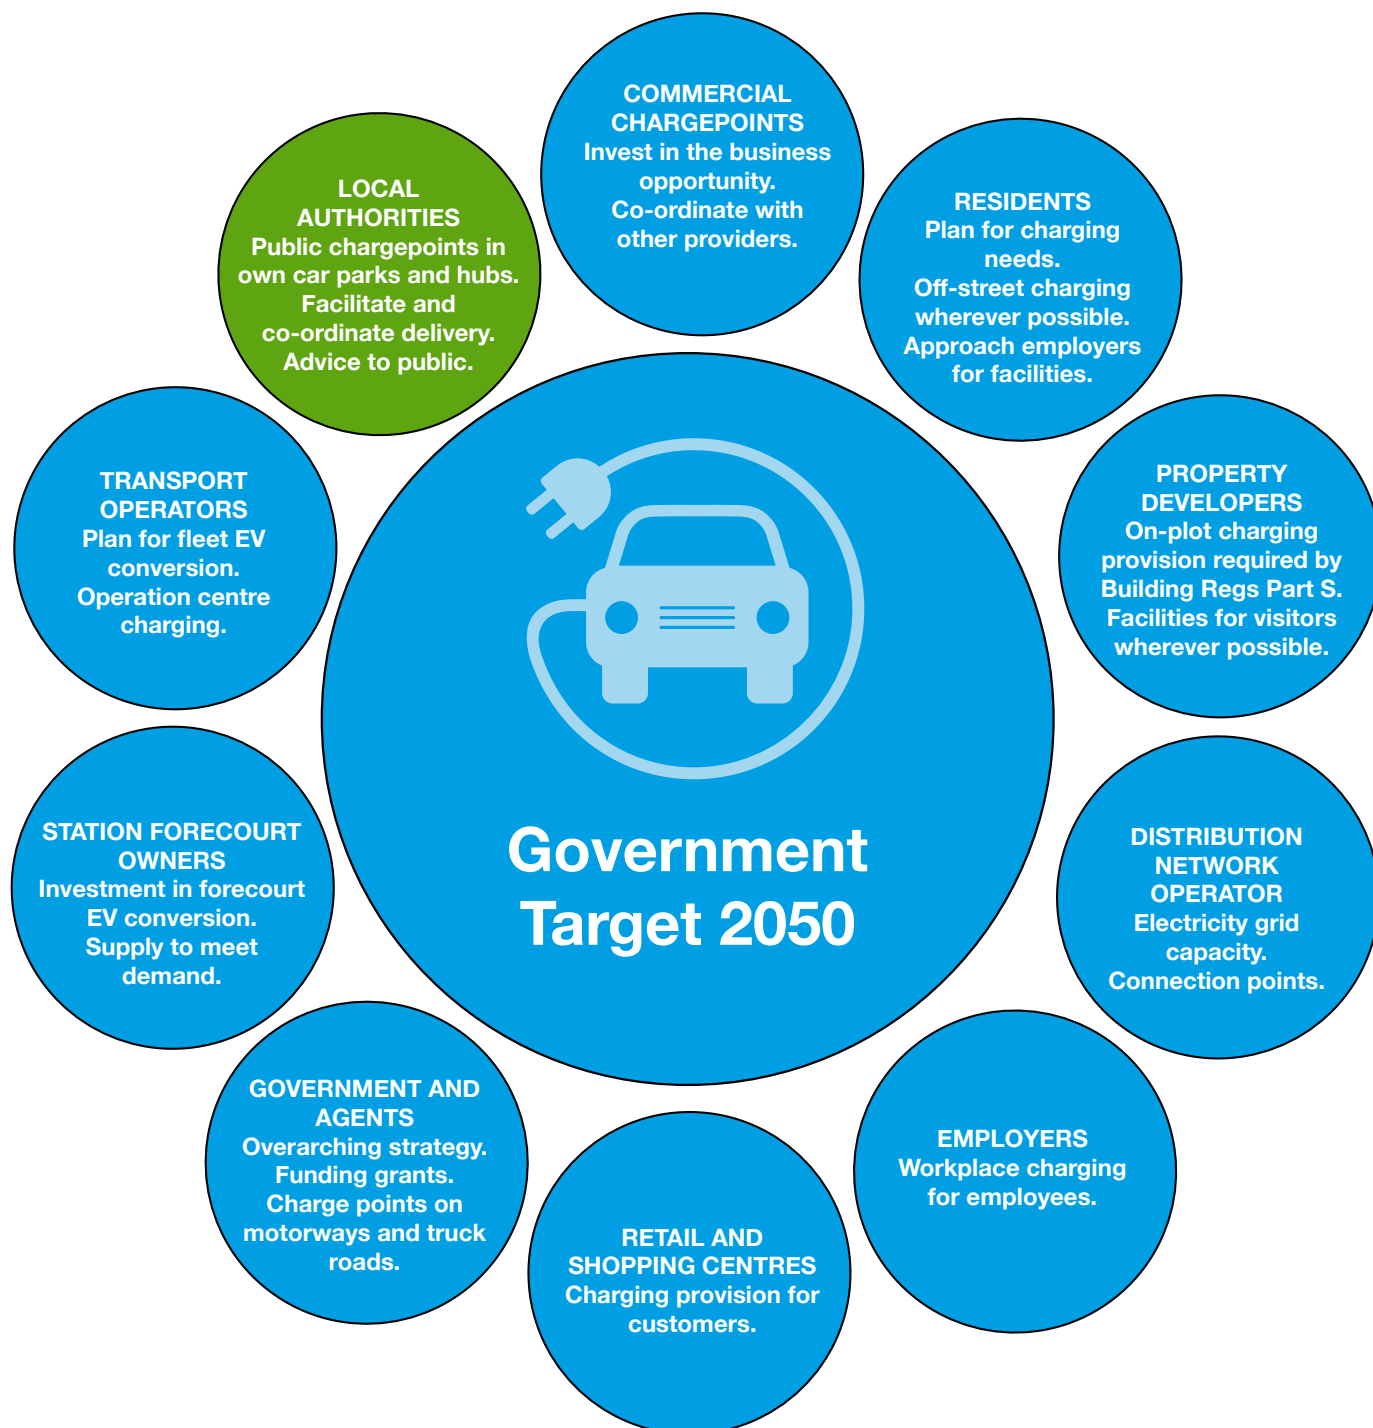 COMMERCIAL
CHARGEPOINTS
Invest in the business
opportunity.
Co-ordinate with
other providers.
LOCAL
AUTHORITIES
Public chargepoints in
own car parks and hubs.
Facilitate and
co-ordinate delivery.
Advice to public.
RESIDENTS
Plan for charging
needs.
Off-street charging
wherever possible.
Approach employers
for facilities.
TRANSPORT
OPERATORS
Plan for fleet EV
conversion.
Operation centre
charging.
PROPERTY
DEVELOPERS
On-plot charging
provision required by
Building Regs Part S.
Facilities for visitors
wherever possible.
Government
Target 2050
STATION FORECOURT
OWNERS
Investment in forecourt
EV conversion.
Supply to meet
demand.
DISTRIBUTION
NETWORK
OPERATOR
Electricity grid
capacity.
Connection points.
GOVERNMENT AND
AGENTS
Overarching strategy.
Funding grants.
Charge points on
motorways and truck
roads.
EMPLOYERS
Workplace charging
for employees.
RETAIL AND
SHOPPING CENTRES
Charging provision for
customers.